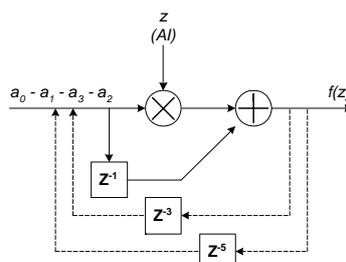 z
(AI)
a₀ - a₁ - a₃ - a₂
f(z)
Z⁻¹
Z⁻³
Z⁻⁵